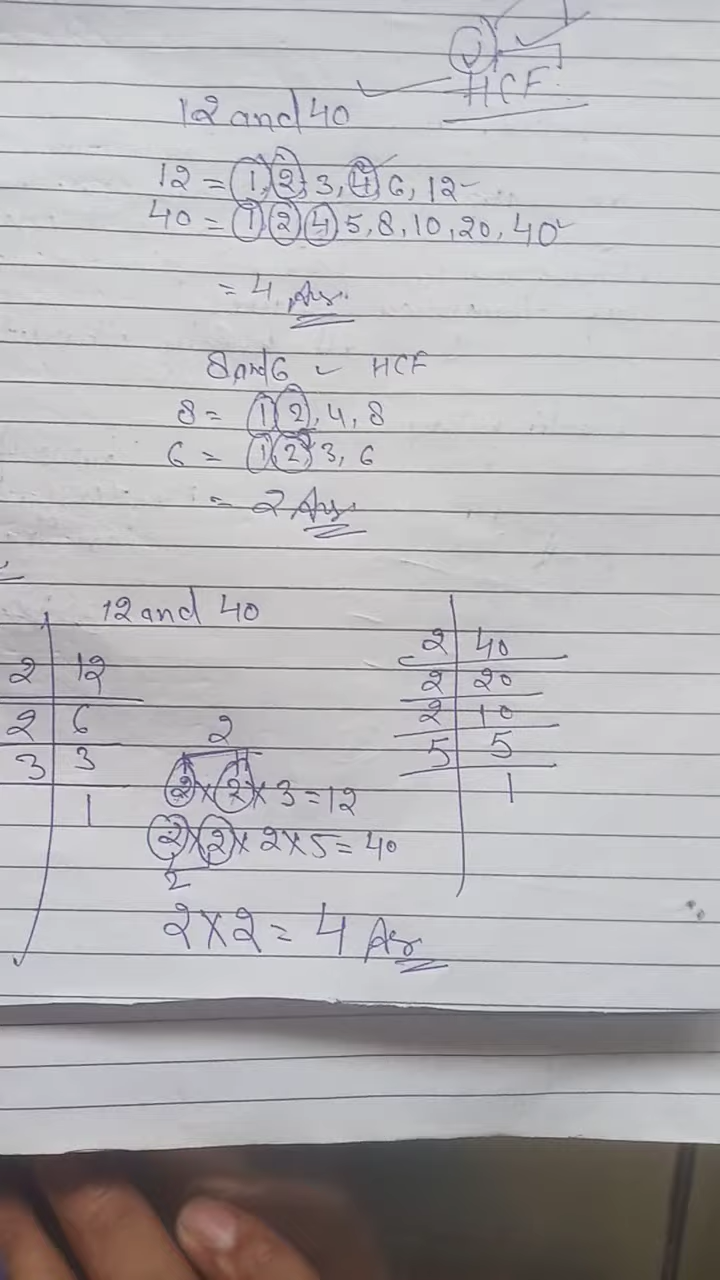 HCF
12 and 40
12 = 1, 2, 3, 4, 6, 12
40 = 1, 2, 4, 5, 8, 10, 20, 40
= 4 Ans.
8 and 6 HCF
8 = 1, 2, 4, 8
6 = 1, 2, 3, 6
= 2 Ans
12 and 40
2 | 12
2 | 6
3 | 3
1
2 | 40
2 | 20
2 | 10
5 | 5
1
2
2 × 2 × 3 = 12
2 × 2 × 2 × 5 = 40
2
2 × 2 = 4 Ans